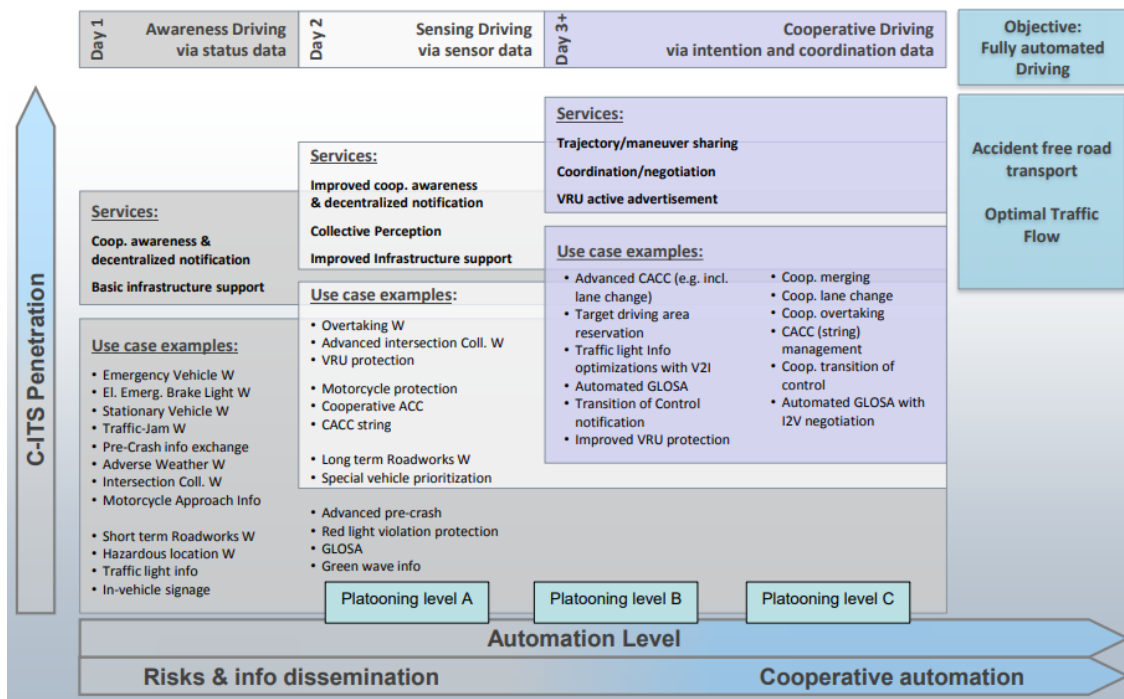 Day 1
Awareness Driving
via status data
Day 2
Sensing Driving
via sensor data
Day 3+
Cooperative Driving
via intention and coordination data
Objective:
Fully automated
Driving
C-ITS Penetration
Services:
Coop. awareness &
decentralized notification
Basic infrastructure support
Use case examples:
• Emergency Vehicle W
• El. Emerg. Brake Light W
• Stationary Vehicle W
• Traffic-Jam W
• Pre-Crash info exchange
• Adverse Weather W
• Intersection Coll. W
• Motorcycle Approach Info
• Short term Roadworks W
• Hazardous location W
• Traffic light info
• In-vehicle signage
Services:
Improved coop. awareness
& decentralized notification
Collective Perception
Improved Infrastructure support
Use case examples:
• Overtaking W
• Advanced intersection Coll. W
• VRU protection
• Motorcycle protection
• Cooperative ACC
• CACC string
• Long term Roadworks W
• Special vehicle prioritization
• Advanced pre-crash
• Red light violation protection
• GLOSA
• Green wave info
Services:
Trajectory/maneuver sharing
Coordination/negotiation
VRU active advertisement
Use case examples:
• Advanced CACC (e.g. incl.
lane change)
• Target driving area
reservation
• Traffic light Info
optimizations with V2I
• Automated GLOSA
• Transition of Control
notification
• Improved VRU protection
• Coop. merging
• Coop. lane change
• Coop. overtaking
• CACC (string)
management
• Coop. transition of
control
• Automated GLOSA with
I2V negotiation
Accident free road
transport
Optimal Traffic
Flow
Platooning level A
Platooning level B
Platooning level C
Automation Level
Risks & info dissemination
Cooperative automation